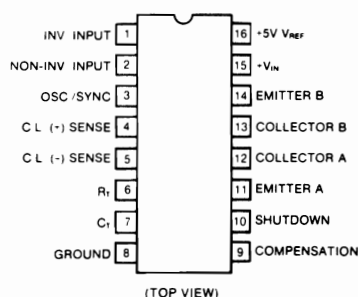 INV INPUT 1 16 +5V VREF
NON-INV INPUT 2 15 +VIN
OSC/SYNC 3 14 EMITTER B
C L (+) SENSE 4 13 COLLECTOR B
C L (-) SENSE 5 12 COLLECTOR A
RT 6 11 EMITTER A
CT 7 10 SHUTDOWN
GROUND 8 9 COMPENSATION
(TOP VIEW)